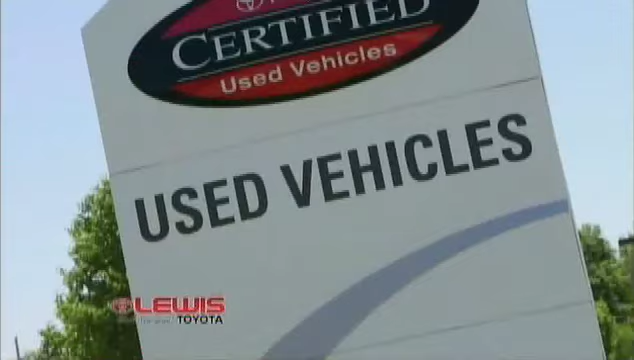 CERTIFIED
Used Vehicles
USED VEHICLES
LEWIS
TOYOTA